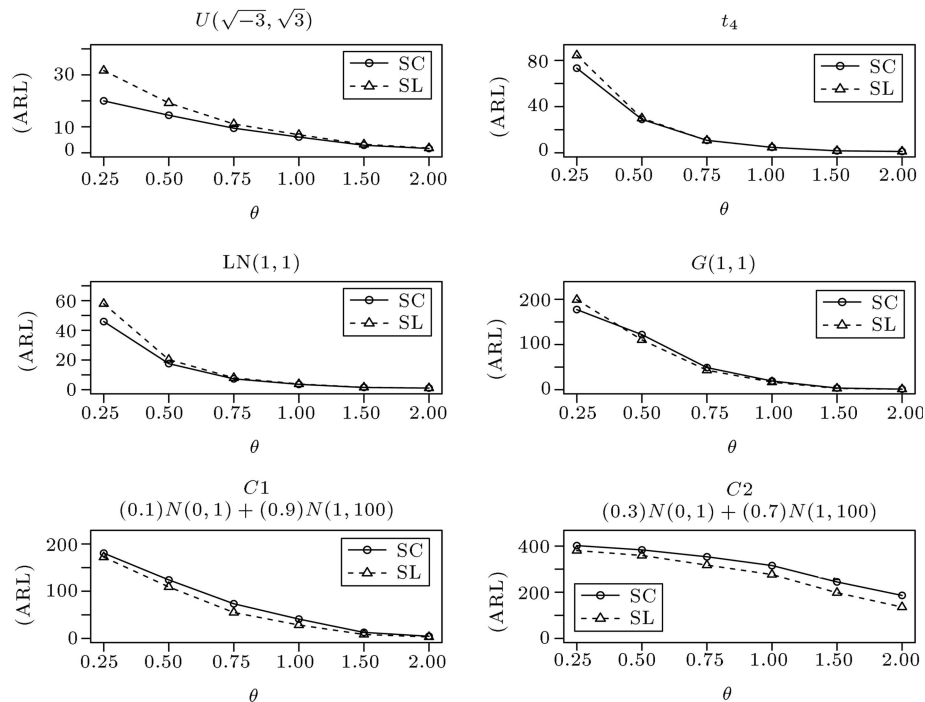 U(√−3, √3)
(ARL)
30
10
0
SC
SL
0.25 0.50 0.75 1.00 1.50 2.00
θ
t4
(ARL)
80
40
0
SC
SL
0.25 0.50 0.75 1.00 1.50 2.00
θ
LN(1, 1)
(ARL)
60
40
20
0
SC
SL
0.25 0.50 0.75 1.00 1.50 2.00
θ
G(1, 1)
(ARL)
200
100
0
SC
SL
0.25 0.50 0.75 1.00 1.50 2.00
θ
C1
(0.1)N(0, 1) + (0.9)N(1, 100)
(ARL)
200
100
0
SC
SL
0.25 0.50 0.75 1.00 1.50 2.00
θ
C2
(0.3)N(0, 1) + (0.7)N(1, 100)
(ARL)
400
200
0
SC
SL
0.25 0.50 0.75 1.00 1.50 2.00
θ